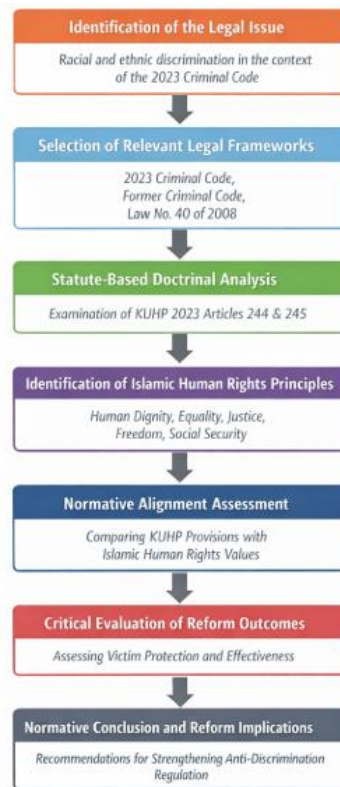 Identification of the Legal Issue
Racial and ethnic discrimination in the context
of the 2023 Criminal Code
Selection of Relevant Legal Frameworks
2023 Criminal Code,
Former Criminal Code,
Law No. 40 of 2008
Statute-Based Doctrinal Analysis
Examination of KUHP 2023 Articles 244 & 245
Identification of Islamic Human Rights Principles
Human Dignity, Equality, Justice,
Freedom, Social Security
Normative Alignment Assessment
Comparing KUHP Provisions with
Islamic Human Rights Values
Critical Evaluation of Reform Outcomes
Assessing Victim Protection and Effectiveness
Normative Conclusion and Reform Implications
Recommendations for Strengthening Anti-Discrimination
Regulation